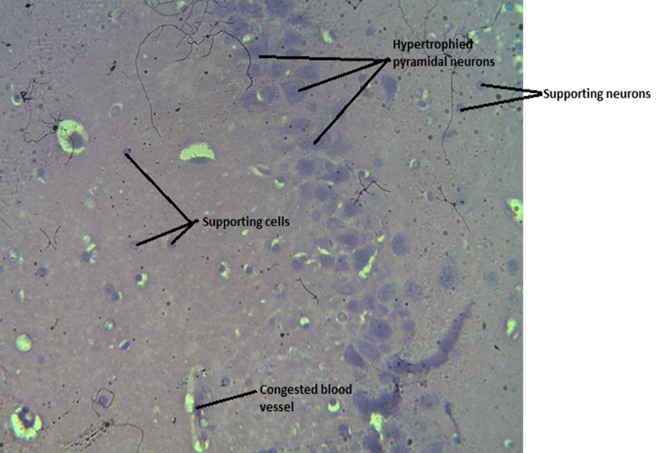 Hypertrophied
pyramidal neurons
Supporting neurons
Supporting cells
Congested blood
vessel